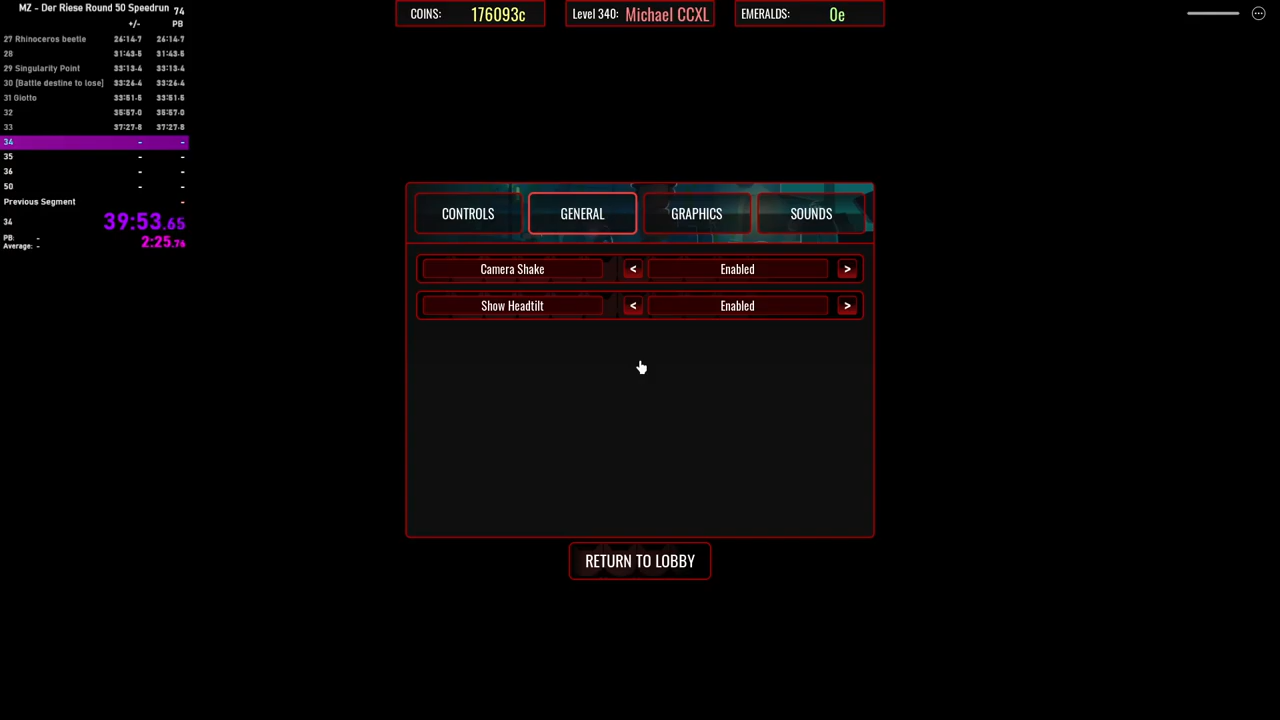 MZ - Der Riese Round 50 Speedrun 74
+/- PB
27 Rhinoceros beetle 26:14.7 26:14.7
28 31:43.5 31:43.5
29 Singularity Point 33:13.4 33:13.4
30 [Battle destine to lose] 33:26.4 33:26.4
31 Giotto 33:51.5 33:51.5
32 35:57.0 35:57.0
33 37:27.8 37:27.8
34 - -
35 - -
36 - -
50 - -
Previous Segment -
34 39:53.65
PB: - 2:25.76
Average: -
COINS: 176093c
Level 340: Michael CCXL
EMERALDS: 0e
CONTROLS GENERAL GRAPHICS SOUNDS
Camera Shake < Enabled >
Show Headtilt < Enabled >
RETURN TO LOBBY